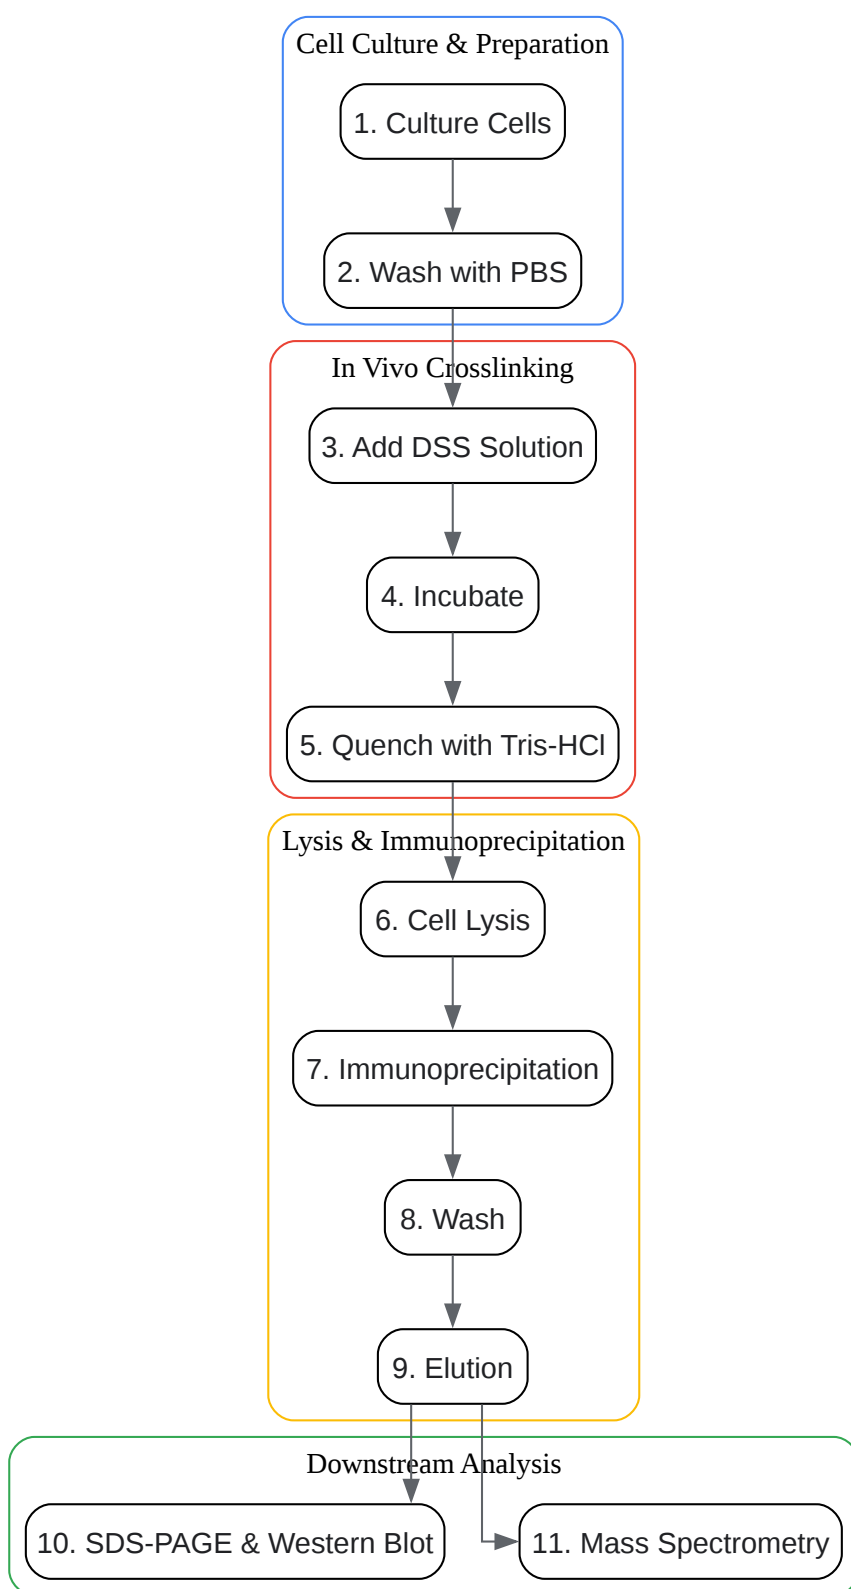 Cell Culture & Preparation
1. Culture Cells
2. Wash with PBS
In Vivo Crosslinking
3. Add DSS Solution
4. Incubate
5. Quench with Tris-HCl
Lysis & Immunoprecipitation
6. Cell Lysis
7. Immunoprecipitation
8. Wash
9. Elution
Downstream Analysis
10. SDS-PAGE & Western Blot
11. Mass Spectrometry